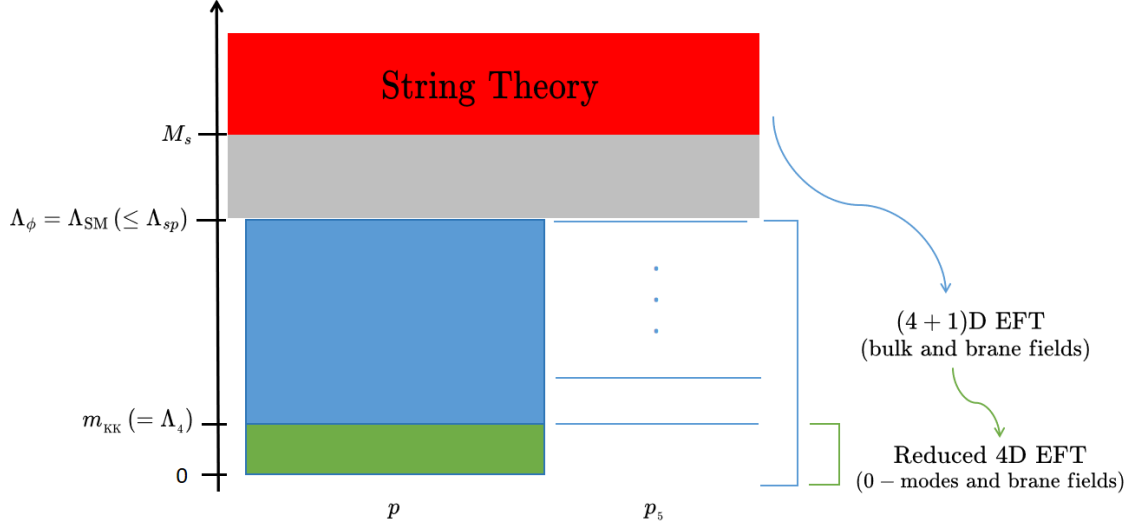 String Theory
M_s
Λ_ϕ = Λ_SM (≤ Λ_sp)
(4 + 1)D EFT
(bulk and brane fields)
m_KK (= Λ_4)
Reduced 4D EFT
(0 − modes and brane fields)
0
p
p_5